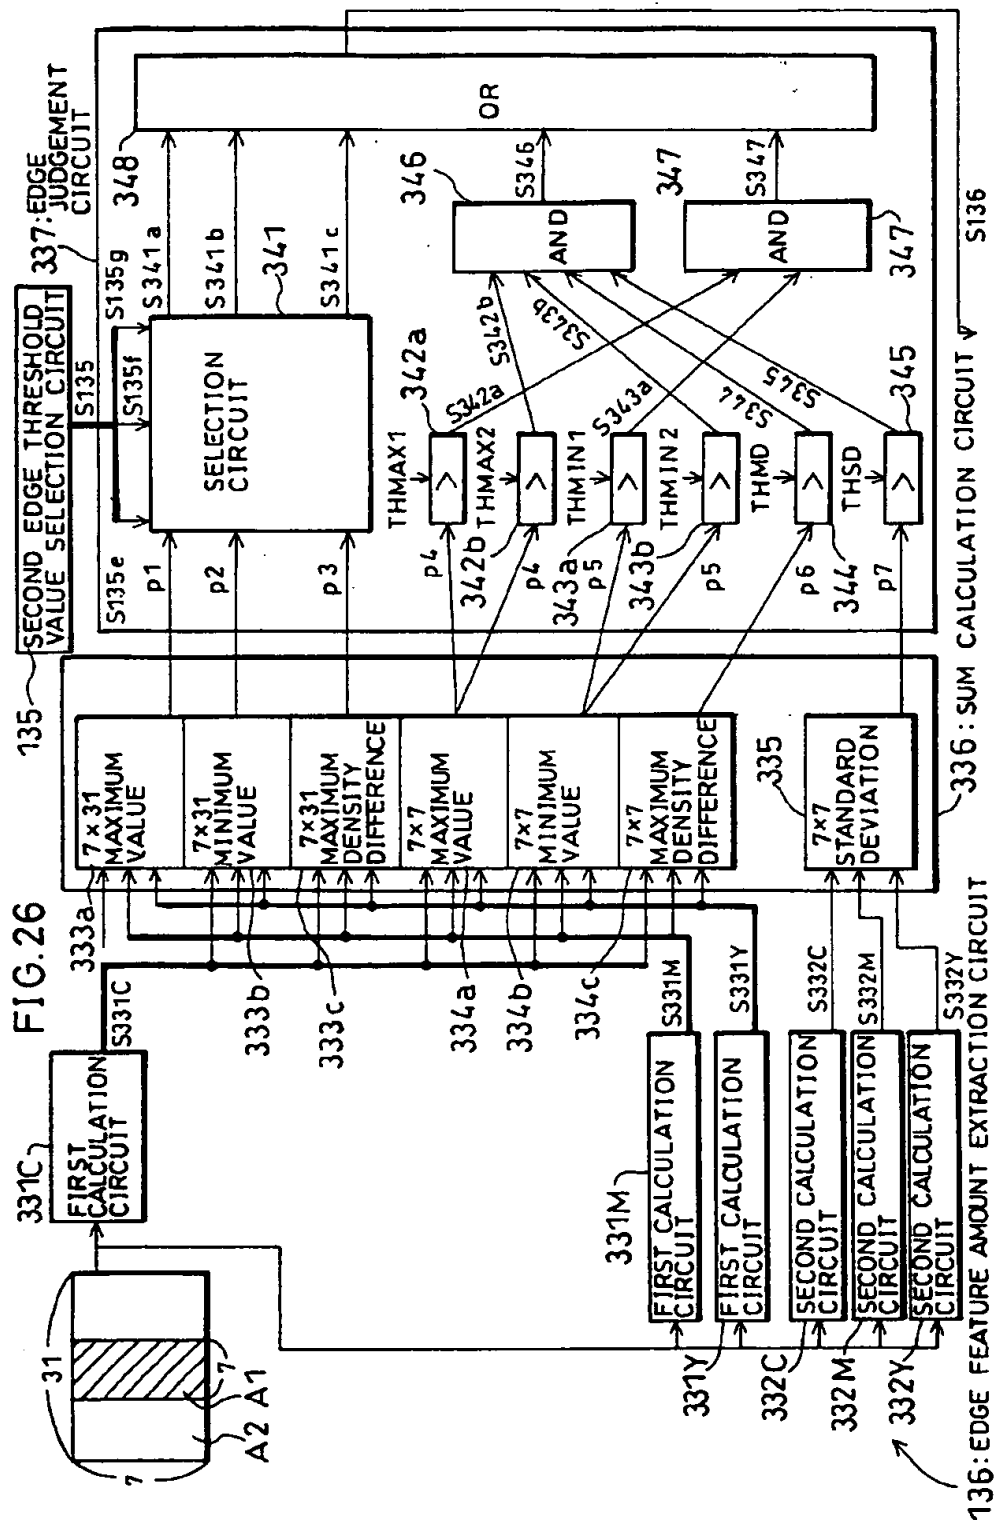 FIG. 26
135
SECOND EDGE THRESHOLD
VALUE SELECTION CIRCUIT
337:EDGE
JUDGEMENT
CIRCUIT
S135
S135e
S135f
S135g
348
p1
p2
p3
SELECTION
CIRCUIT
341
S341a
S341b
S341c
OR
31
7
7
A2
A1
331C
FIRST
CALCULATION
CIRCUIT
S331C
333a
7×31
MAXIMUM
VALUE
333b
7×31
MINIMUM
VALUE
333c
7×31
MAXIMUM
DENSITY
DIFFERENCE
334a
7×7
MAXIMUM
VALUE
334b
7×7
MINIMUM
VALUE
334c
7×7
MAXIMUM
DENSITY
DIFFERENCE
335
7×7
STANDARD
DEVIATION
THMAX1
342a
p4
S342a
THMAX2
342b
p4
S342b
THMIN1
343a
p5
S343a
THMIN2
343b
p5
S343b
THMD
344
p6
S344
THSD
345
p7
S345
>
>
>
>
>
>
346
AND
S346
347
AND
S347
347
S136
331M
FIRST CALCULATION
CIRCUIT
S331M
331Y
FIRST CALCULATION
CIRCUIT
S331Y
332C
SECOND CALCULATION
CIRCUIT
S332C
332M
SECOND CALCULATION
CIRCUIT
S332M
332Y
SECOND CALCULATION
CIRCUIT
S332Y
336:SUM CALCULATION CIRCUIT
136:EDGE FEATURE AMOUNT EXTRACTION CIRCUIT